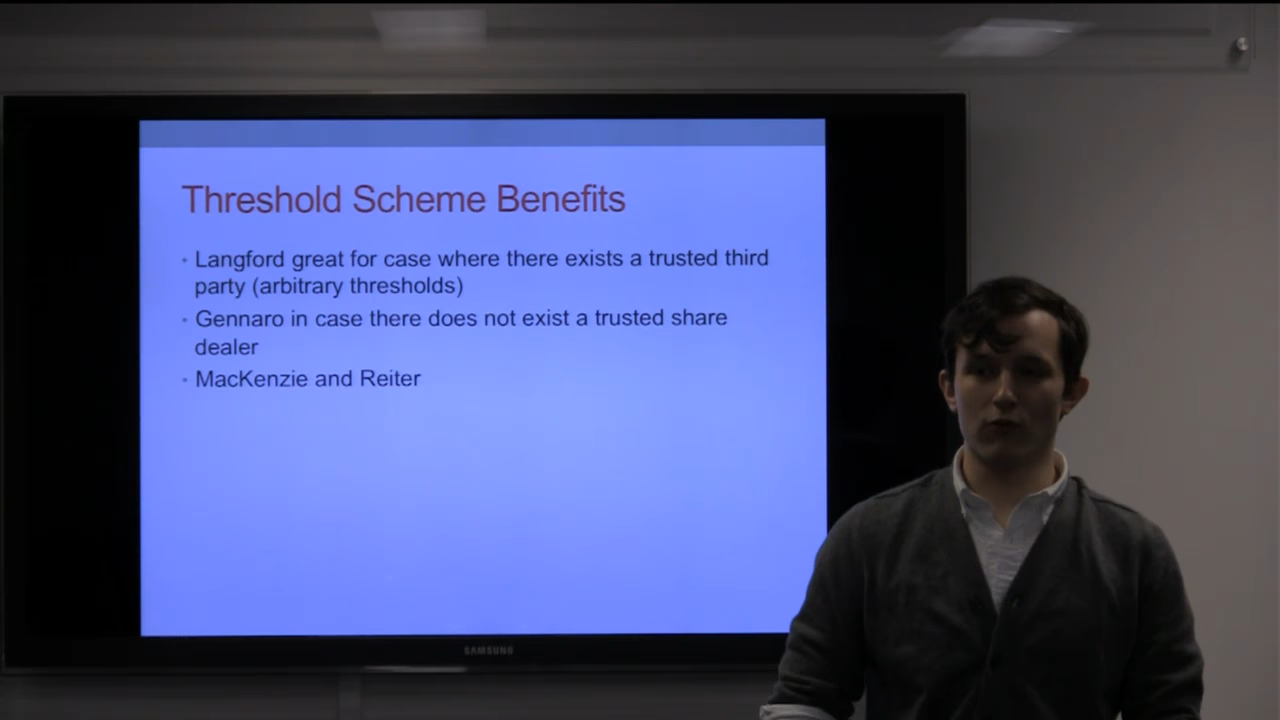 Threshold Scheme Benefits
• Langford great for case where there exists a trusted third
party (arbitrary thresholds)
• Gennaro in case there does not exist a trusted share
dealer
• MacKenzie and Reiter
SAMSUNG